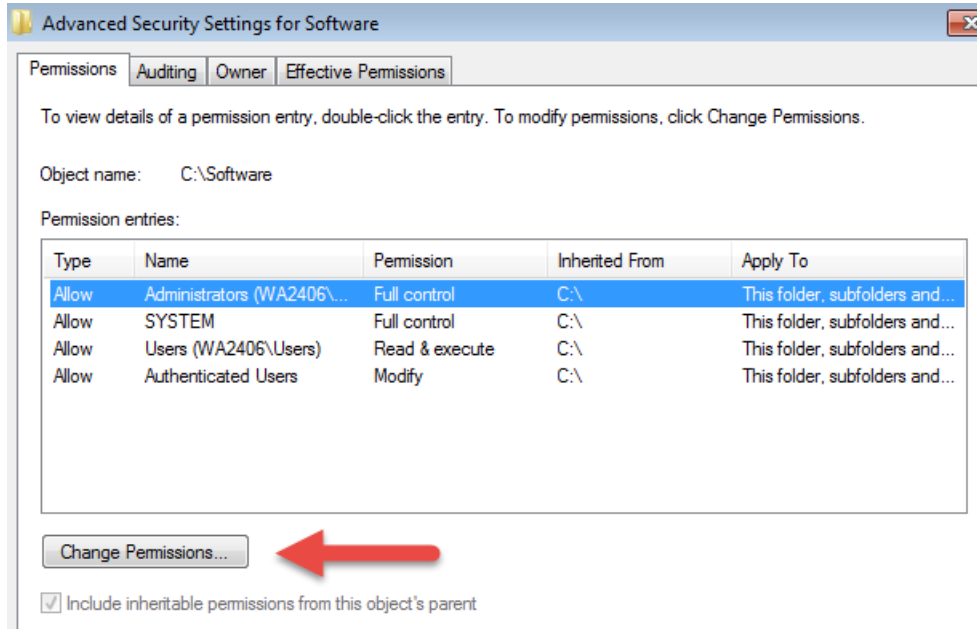 Advanced Security Settings for Software
Permissions Auditing Owner Effective Permissions
To view details of a permission entry, double-click the entry. To modify permissions, click Change Permissions.
Object name: C:\Software
Permission entries:
Type Name Permission Inherited From Apply To
Allow Administrators (WA2406\... Full control C:\ This folder, subfolders and...
Allow SYSTEM Full control C:\ This folder, subfolders and...
Allow Users (WA2406\Users) Read & execute C:\ This folder, subfolders and...
Allow Authenticated Users Modify C:\ This folder, subfolders and...
Change Permissions...
Include inheritable permissions from this object's parent